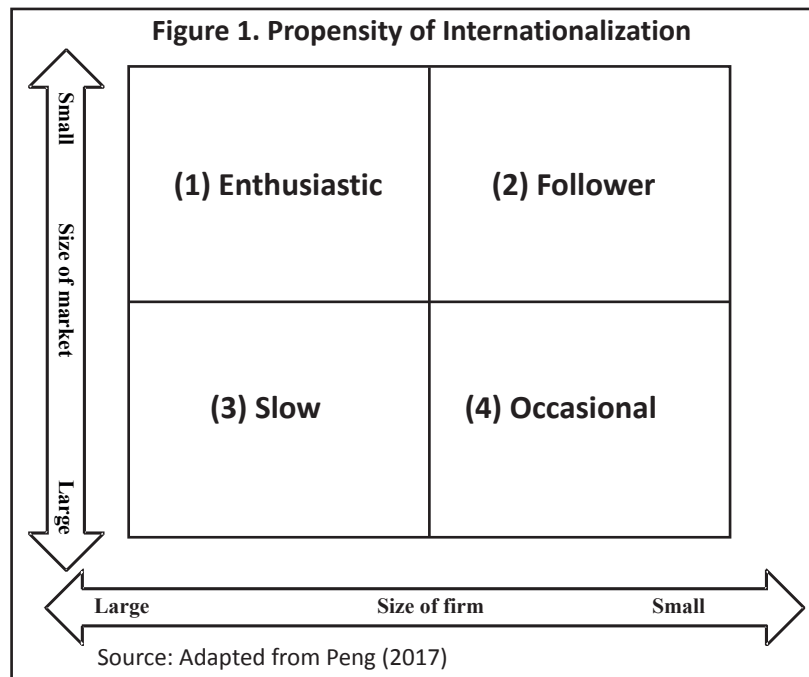 Figure 1. Propensity of Internationalization
Small
Size of market
Large
(1) Enthusiastic
(2) Follower
(3) Slow
(4) Occasional
Large
Size of firm
Small
Source: Adapted from Peng (2017)